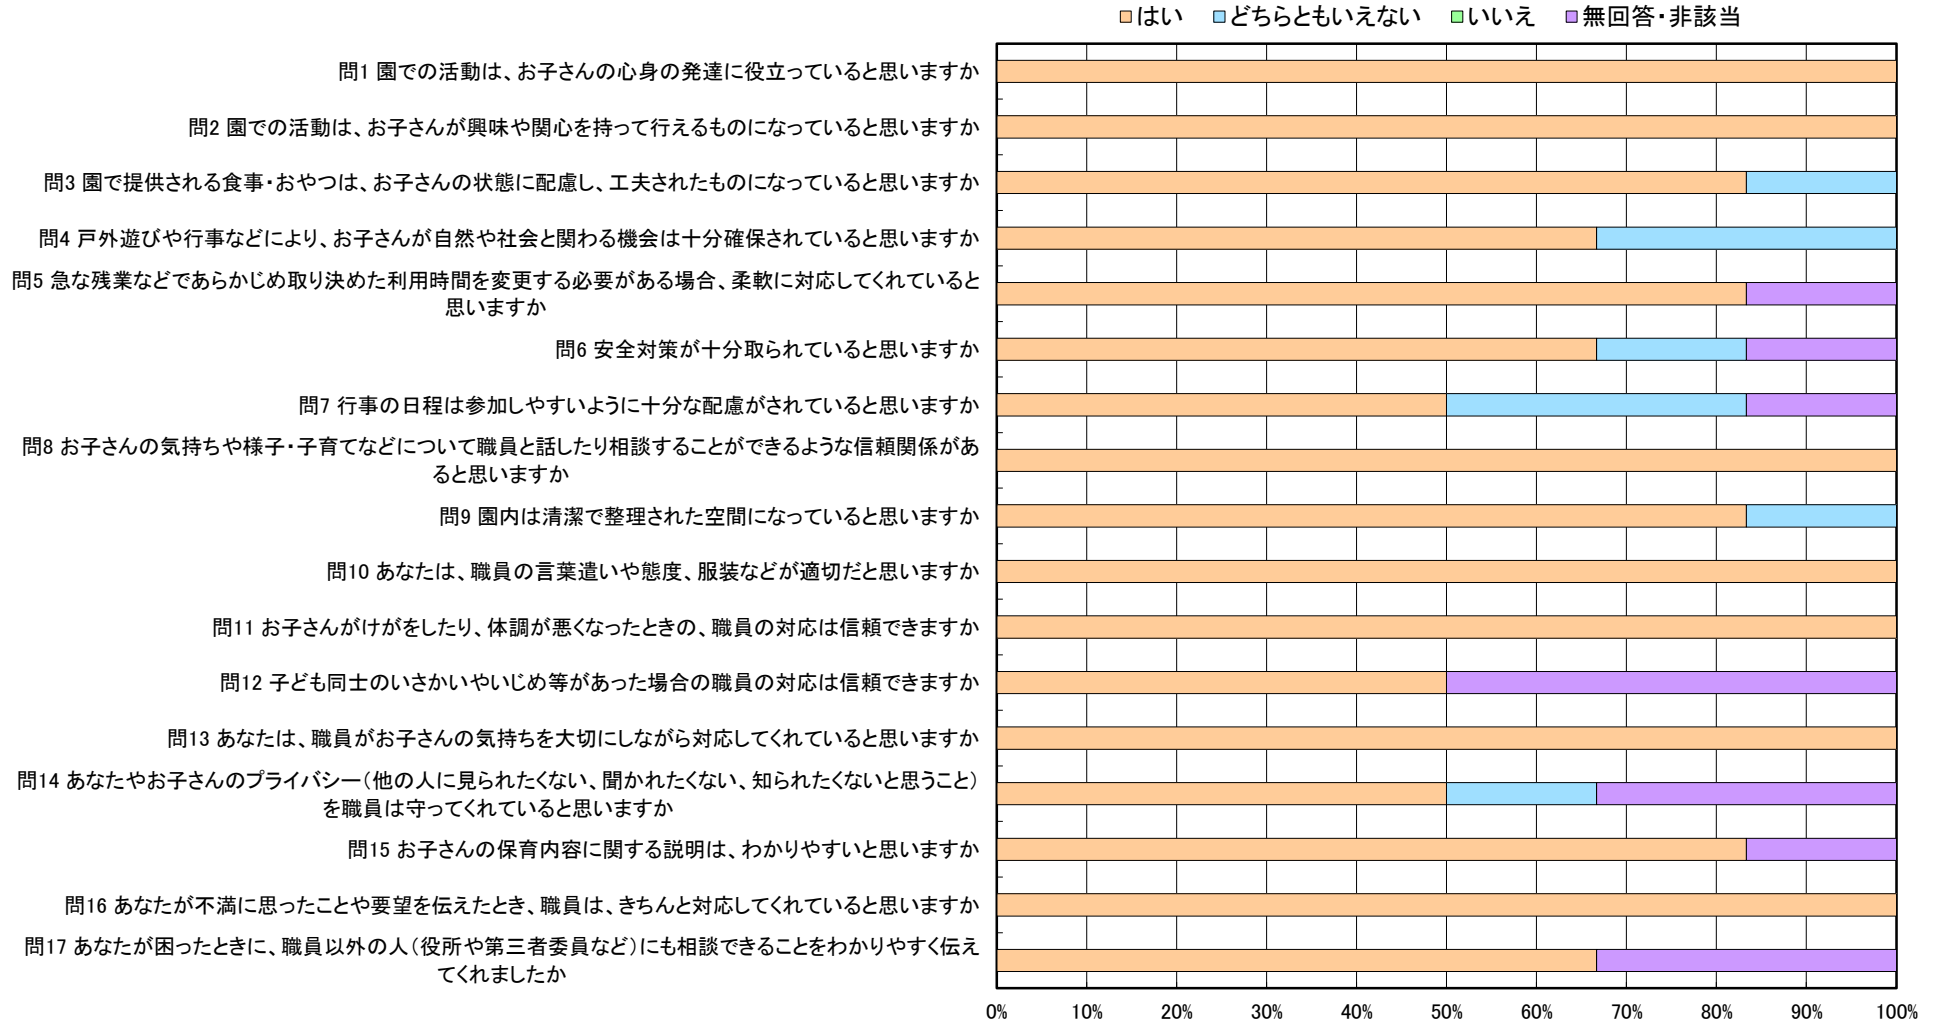 はい どちらともいえない いいえ 無回答・非該当
問1 園での活動は、お子さんの心身の発達に役立っていると思いますか
問2 園での活動は、お子さんが興味や関心を持って行えるものになっていると思いますか
問3 園で提供される食事・おやつは、お子さんの状態に配慮し、工夫されたものになっていると思いますか
問4 戸外遊びや行事などにより、お子さんが自然や社会と関わる機会は十分確保されていると思いますか
問5 急な残業などであらかじめ取り決めた利用時間を変更する必要がある場合、柔軟に対応してくれていると
思いますか
問6 安全対策が十分取られていると思いますか
問7 行事の日程は参加しやすいように十分な配慮がされていると思いますか
問8 お子さんの気持ちや様子・子育てなどについて職員と話したり相談することができるような信頼関係があ
ると思いますか
問9 園内は清潔で整理された空間になっていると思いますか
問10 あなたは、職員の言葉遣いや態度、服装などが適切だと思いますか
問11 お子さんがけがをしたり、体調が悪くなったときの、職員の対応は信頼できますか
問12 子ども同士のいさかいやいじめ等があった場合の職員の対応は信頼できますか
問13 あなたは、職員がお子さんの気持ちを大切にしながら対応してくれていると思いますか
問14 あなたやお子さんのプライバシー(他の人に見られたくない、聞かれたくない、知られたくないと思うこと)
を職員は守ってくれていると思いますか
問15 お子さんの保育内容に関する説明は、わかりやすいと思いますか
問16 あなたが不満に思ったことや要望を伝えたとき、職員は、きちんと対応してくれていると思いますか
問17 あなたが困ったときに、職員以外の人(役所や第三者委員など)にも相談できることをわかりやすく伝え
てくれましたか
0% 10% 20% 30% 40% 50% 60% 70% 80% 90% 100%